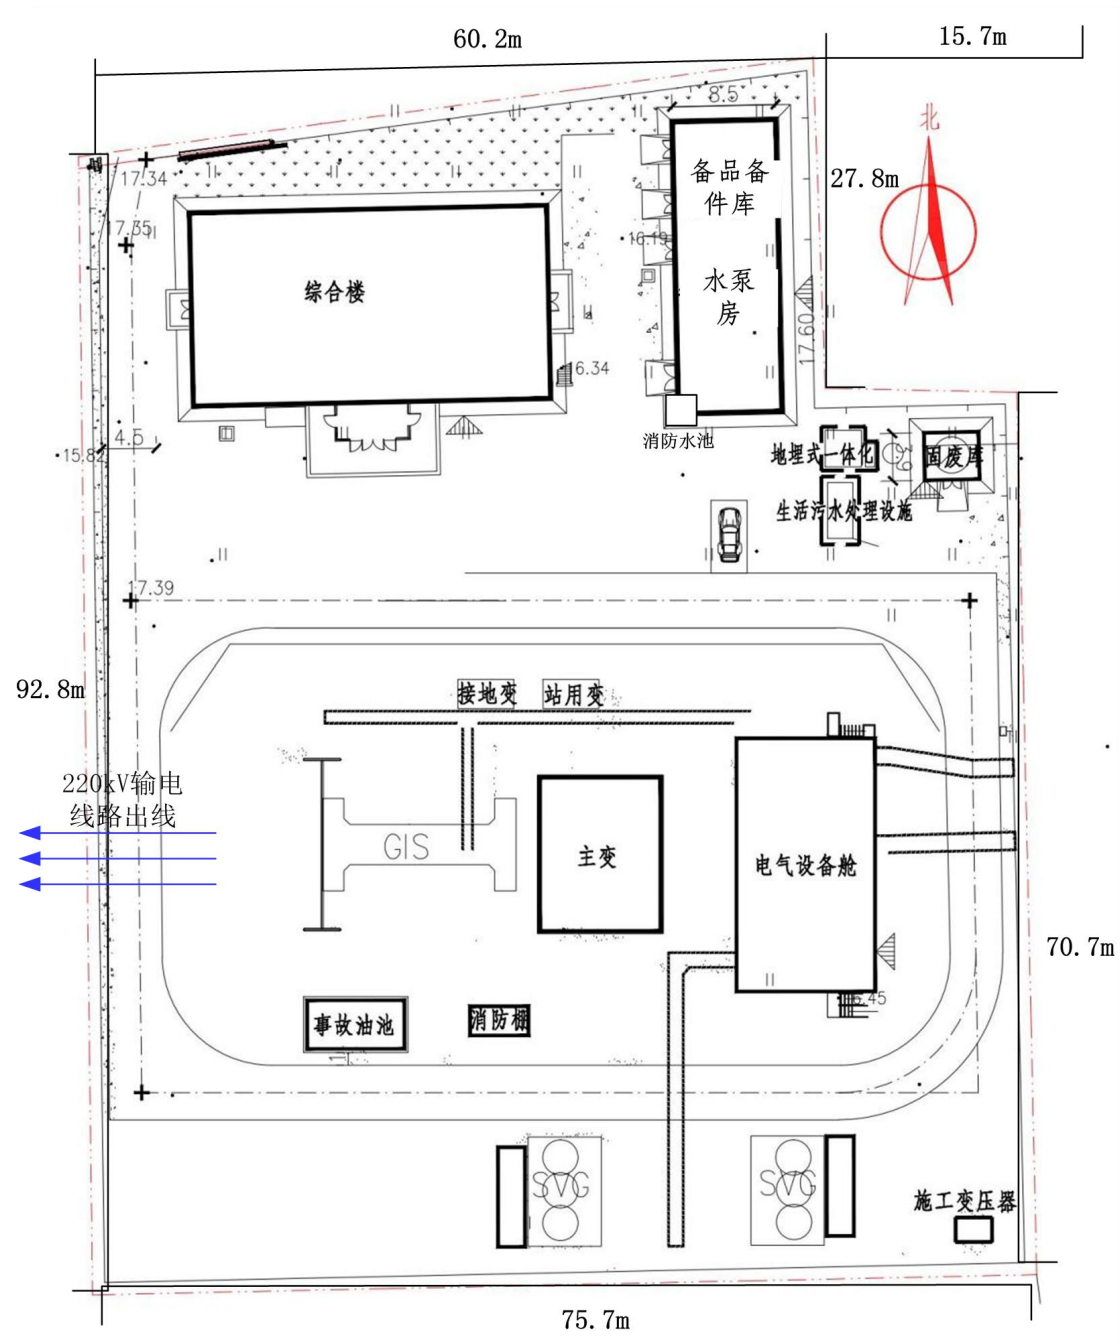 60.2m
15.7m
8.5
北
备品备
件库
27.8m
17.34
17.35
16.19
综合楼
水泵
房
17.60
6.34
消防水池
4.5
15.82
地埋式一体化
3.9
固废库
生活污水处理设施
17.39
92.8m
接地变
站用变
220kV输电
线路出线
GIS
主变
电气设备舱
70.7m
6.45
事故油池
消防棚
SVG
SVG
施工变压器
75.7m